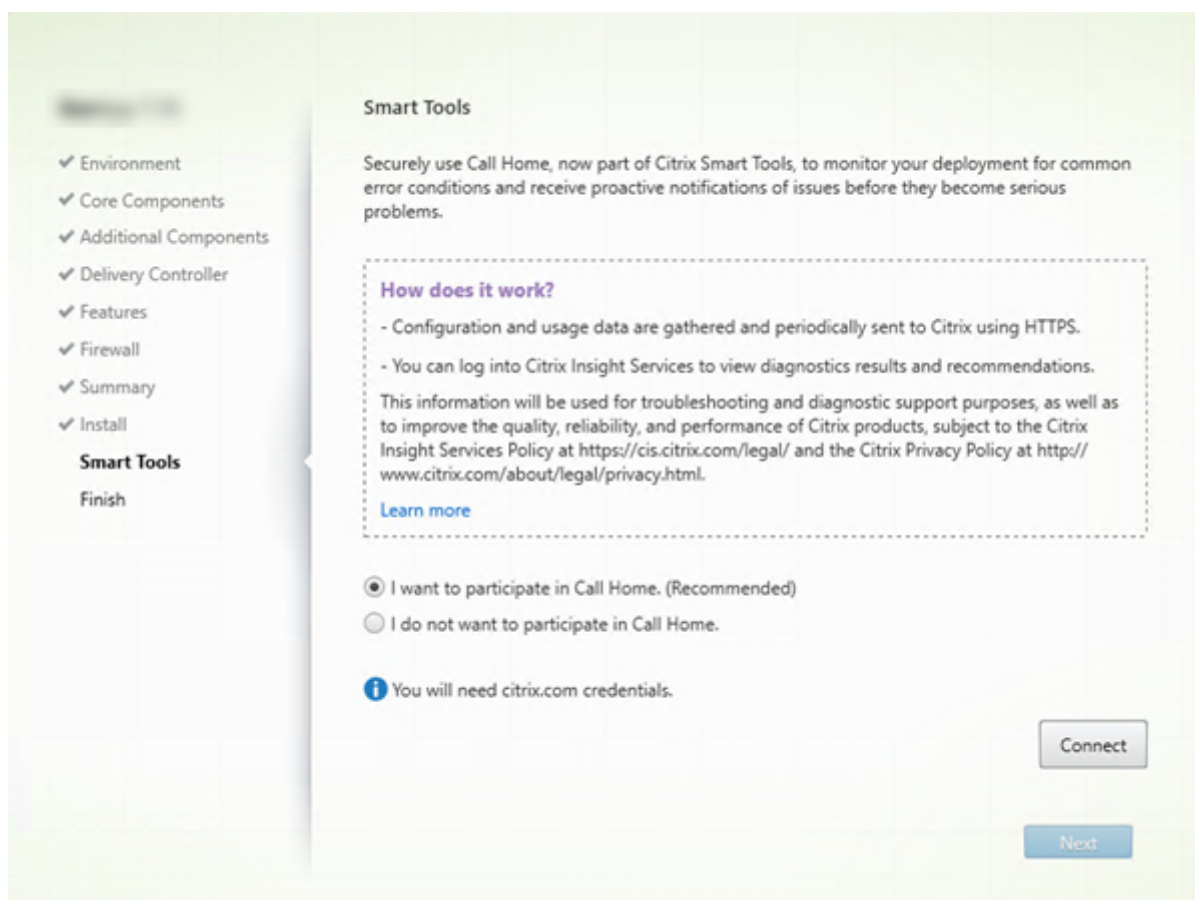 Environment
Core Components
Additional Components
Delivery Controller
Features
Firewall
Summary
Install
Smart Tools
Finish
Smart Tools
Securely use Call Home, now part of Citrix Smart Tools, to monitor your deployment for common
error conditions and receive proactive notifications of issues before they become serious
problems.
How does it work?
- Configuration and usage data are gathered and periodically sent to Citrix using HTTPS.
- You can log into Citrix Insight Services to view diagnostics results and recommendations.
This information will be used for troubleshooting and diagnostic support purposes, as well as
to improve the quality, reliability, and performance of Citrix products, subject to the Citrix
Insight Services Policy at https://cis.citrix.com/legal/ and the Citrix Privacy Policy at http://
www.citrix.com/about/legal/privacy.html.
Learn more
I want to participate in Call Home. (Recommended)
I do not want to participate in Call Home.
You will need citrix.com credentials.
Connect
Next